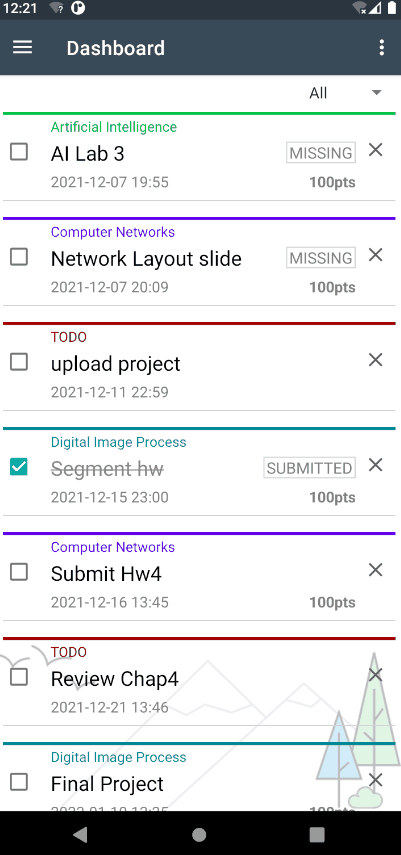 12:21
Dashboard
All
Artificial Intelligence
AI Lab 3
MISSING
2021-12-07 19:55
100pts
Computer Networks
Network Layout slide
MISSING
2021-12-07 20:09
100pts
TODO
upload project
2021-12-11 22:59
Digital Image Process
Segment hw
SUBMITTED
2021-12-15 23:00
100pts
Computer Networks
Submit Hw4
2021-12-16 13:45
100pts
TODO
Review Chap4
2021-12-21 13:46
Digital Image Process
Final Project
100pts